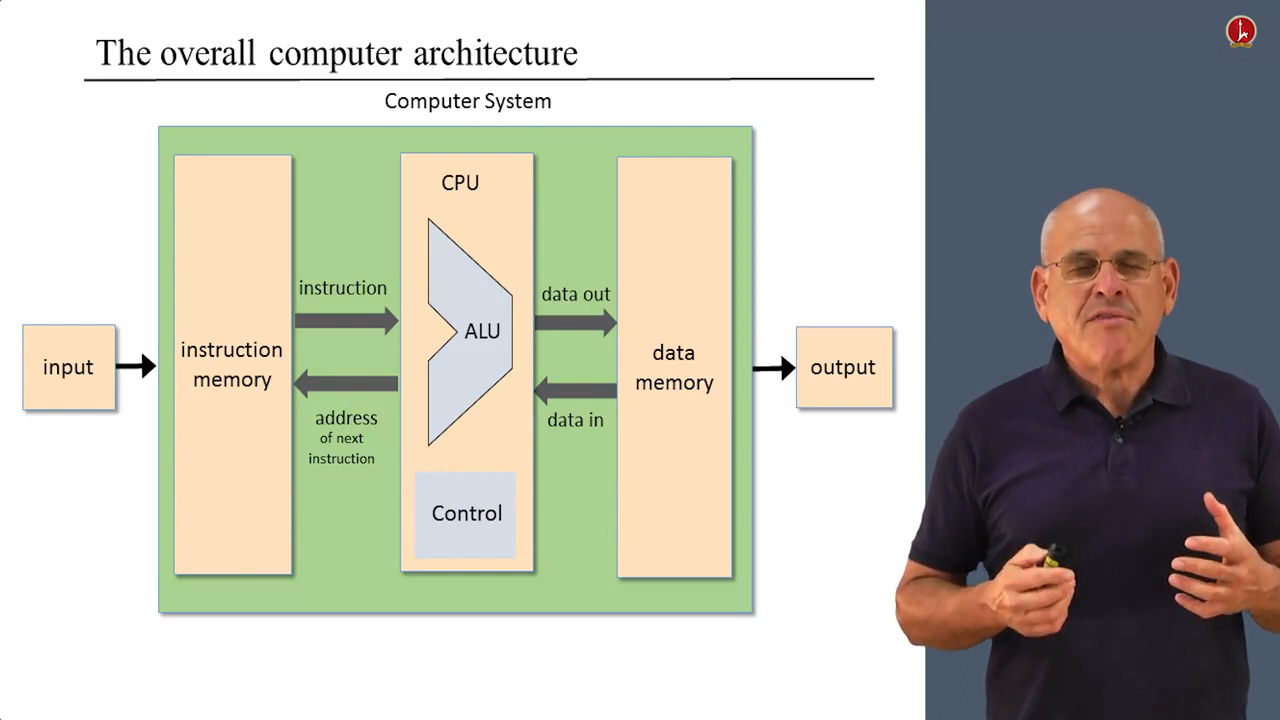 The overall computer architecture
Computer System
CPU
instruction
data out
ALU
input
instruction
memory
data
memory
output
address
of next
instruction
data in
Control